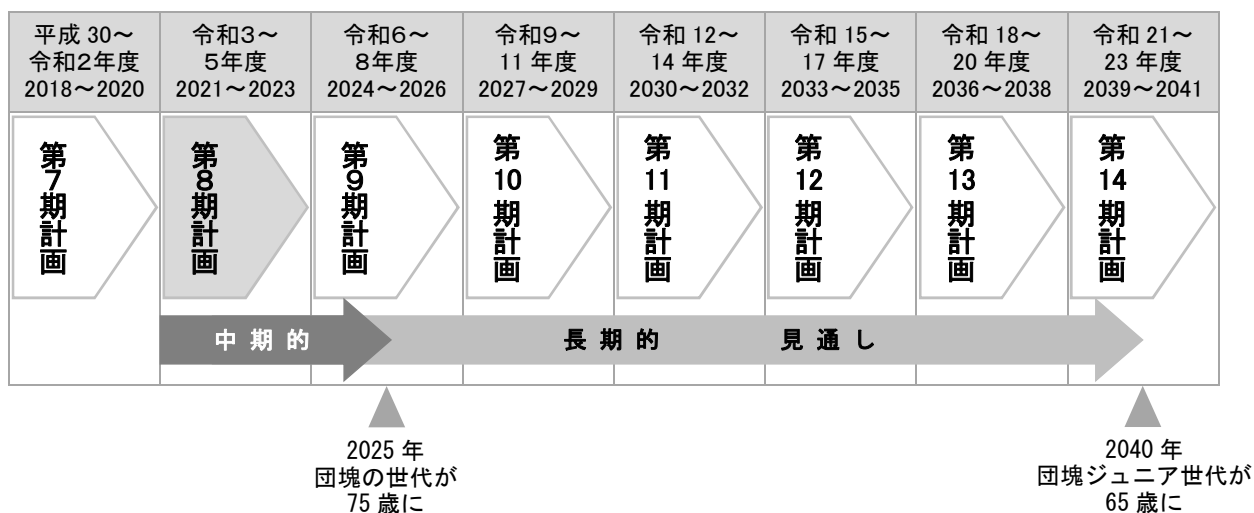 平成 30～
令和２年度
2018～2020
令和３～
５年度
2021～2023
令和６～
８年度
2024～2026
令和９～
11 年度
2027～2029
令和 12～
14 年度
2030～2032
令和 15～
17 年度
2033～2035
令和 18～
20 年度
2036～2038
令和 21～
23 年度
2039～2041
第７期計画
第８期計画
第９期計画
第10期計画
第11期計画
第12期計画
第13期計画
第14期計画
中期的 長期的 見通し
2025 年
団塊の世代が
75 歳に
2040 年
団塊ジュニア世代が
65 歳に